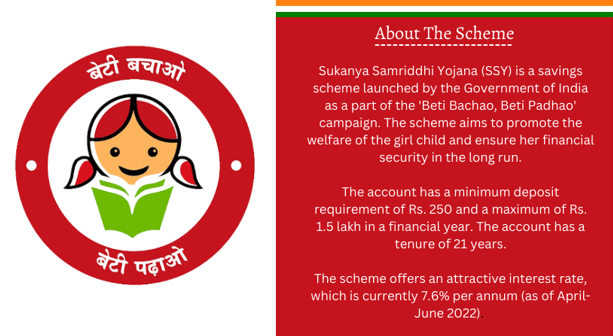 बेटी बचाओ
बेटी पढ़ाओ
About The Scheme
Sukanya Samriddhi Yojana (SSY) is a savings
scheme launched by the Government of India
as a part of the 'Beti Bachao, Beti Padhao'
campaign. The scheme aims to promote the
welfare of the girl child and ensure her financial
security in the long run.
The account has a minimum deposit
requirement of Rs. 250 and a maximum of Rs.
1.5 lakh in a financial year. The account has a
tenure of 21 years.
The scheme offers an attractive interest rate,
which is currently 7.6% per annum (as of April-
June 2022).